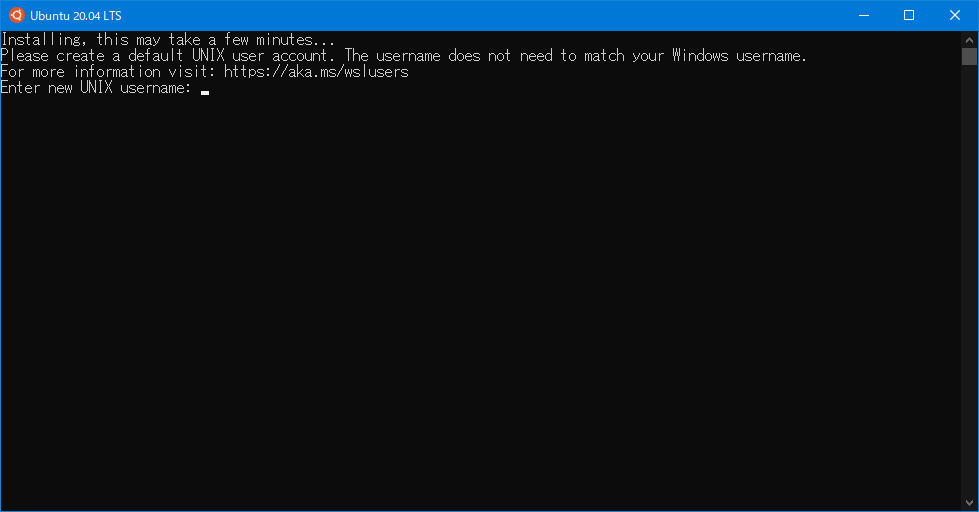 Ubuntu 20.04 LTS
Installing, this may take a few minutes...
Please create a default UNIX user account. The username does not need to match your Windows username.
For more information visit: https://aka.ms/wslusers
Enter new UNIX username: